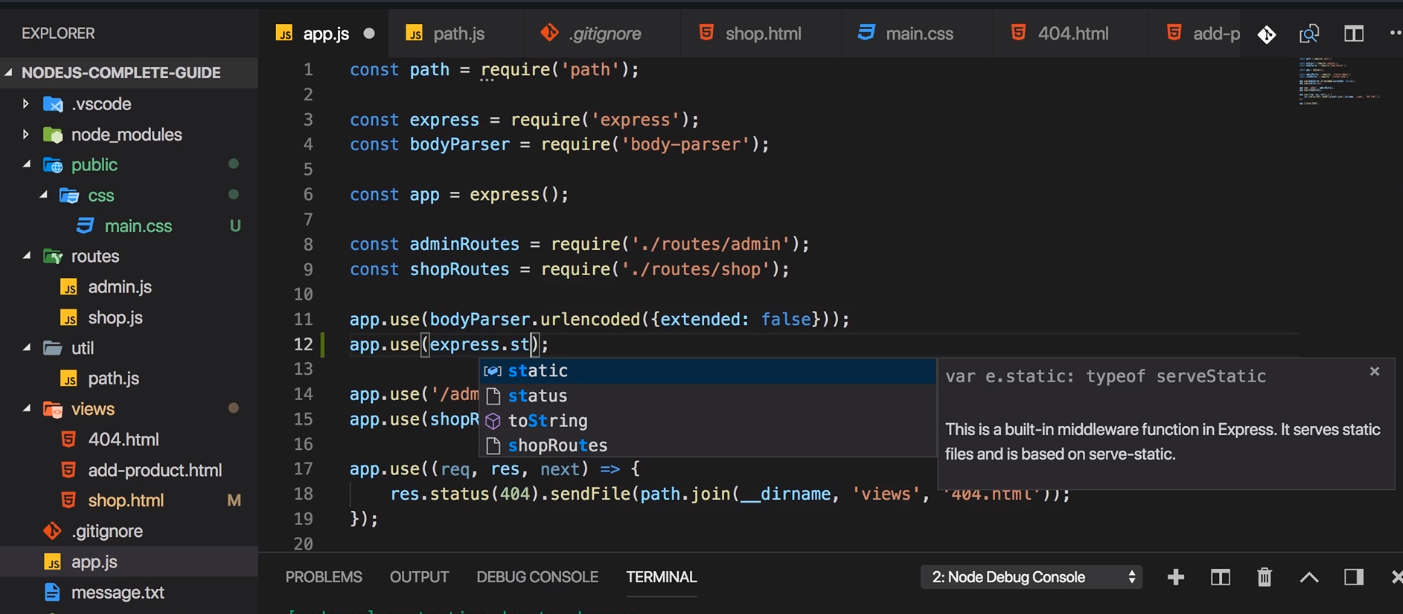 EXPLORER
NODEJS-COMPLETE-GUIDE
.vscode
node_modules
public
css
main.css U
routes
admin.js
shop.js
util
path.js
views
404.html
add-product.html
shop.html M
.gitignore
app.js
message.txt
app.js path.js .gitignore shop.html main.css 404.html add-p
1 const path = require('path');
2
3 const express = require('express');
4 const bodyParser = require('body-parser');
5
6 const app = express();
7
8 const adminRoutes = require('./routes/admin');
9 const shopRoutes = require('./routes/shop');
10
11 app.use(bodyParser.urlencoded({extended: false}));
12 app.use(express.st);
13
14 app.use('/adm
15 app.use(shopR
16
17 app.use((req, res, next) => {
18 res.status(404).sendFile(path.join(__dirname, 'views', '404.html'));
19 });
20
static
status
toString
shopRoutes
var e.static: typeof serveStatic
This is a built-in middleware function in Express. It serves static
files and is based on serve-static.
PROBLEMS OUTPUT DEBUG CONSOLE TERMINAL 2: Node Debug Console